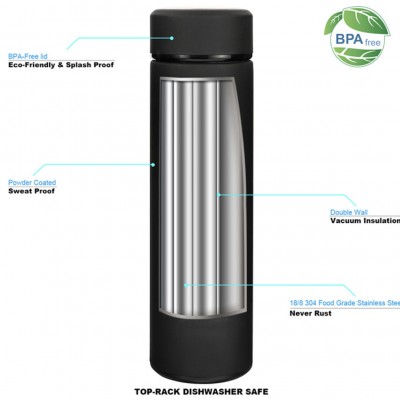 BPA free
BPA-Free lid
Eco-Friendly & Splash Proof
Powder Coated
Sweat Proof
Double Wall
Vacuum Insulation
18/8 304 Food Grade Stainless Stee
Never Rust
TOP-RACK DISHWASHER SAFE